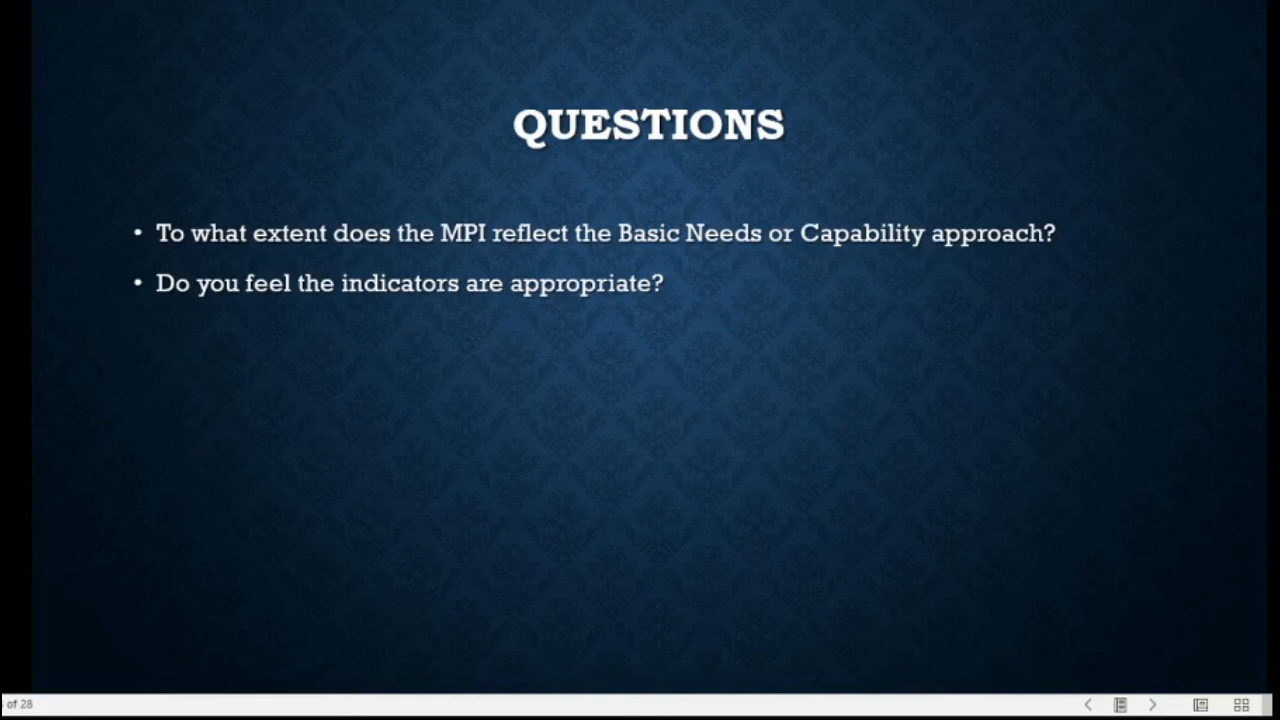 QUESTIONS
• To what extent does the MPI reflect the Basic Needs or Capability approach?
• Do you feel the indicators are appropriate?
of 28